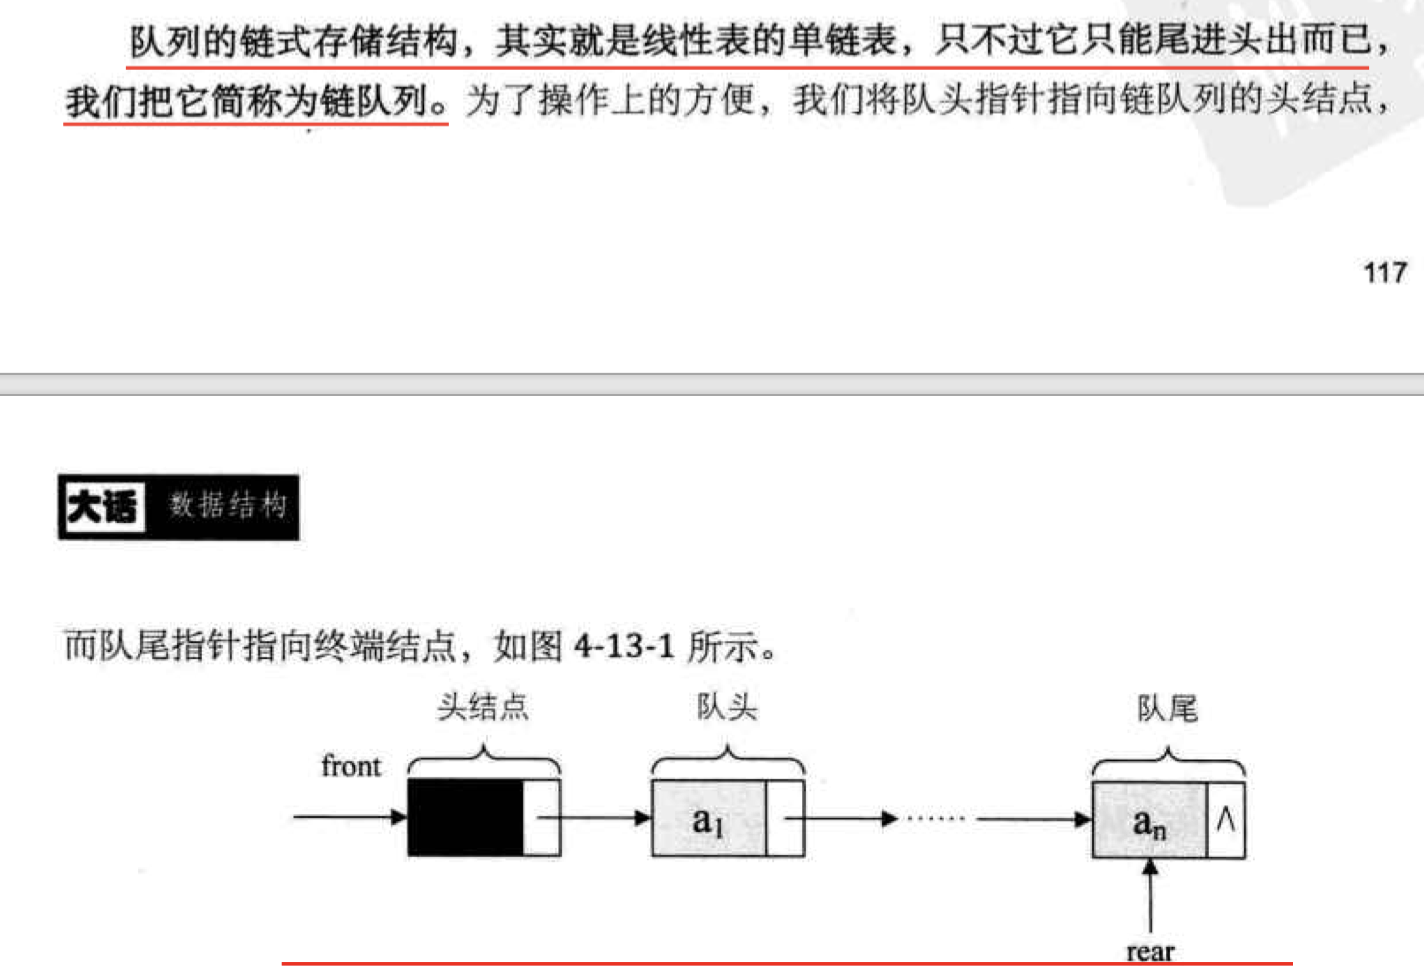 队列的链式存储结构，其实就是线性表的单链表，只不过它只能尾进头出而已，
我们把它简称为链队列。为了操作上的方便，我们将队头指针指向链队列的头结点，
117
大话 数据结构
而队尾指针指向终端结点，如图 4-13-1 所示。
头结点 队头 队尾
front
a₁ …… aₙ ∧
rear